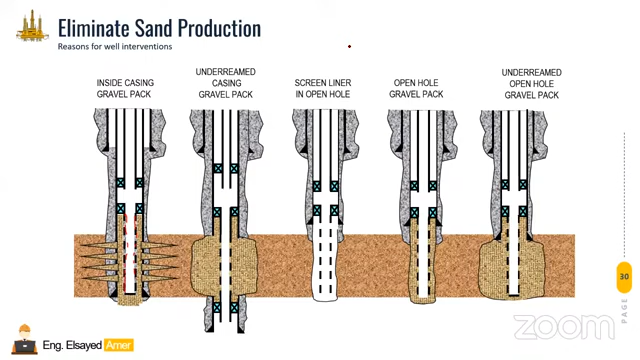 Eliminate Sand Production
Reasons for well interventions
INSIDE CASING
GRAVEL PACK
UNDERREAMED
CASING
GRAVEL PACK
SCREEN LINER
IN OPEN HOLE
OPEN HOLE
GRAVEL PACK
UNDERREAMED
OPEN HOLE
GRAVEL PACK
30
PAGE
Eng. Elsayed Amer
zoom